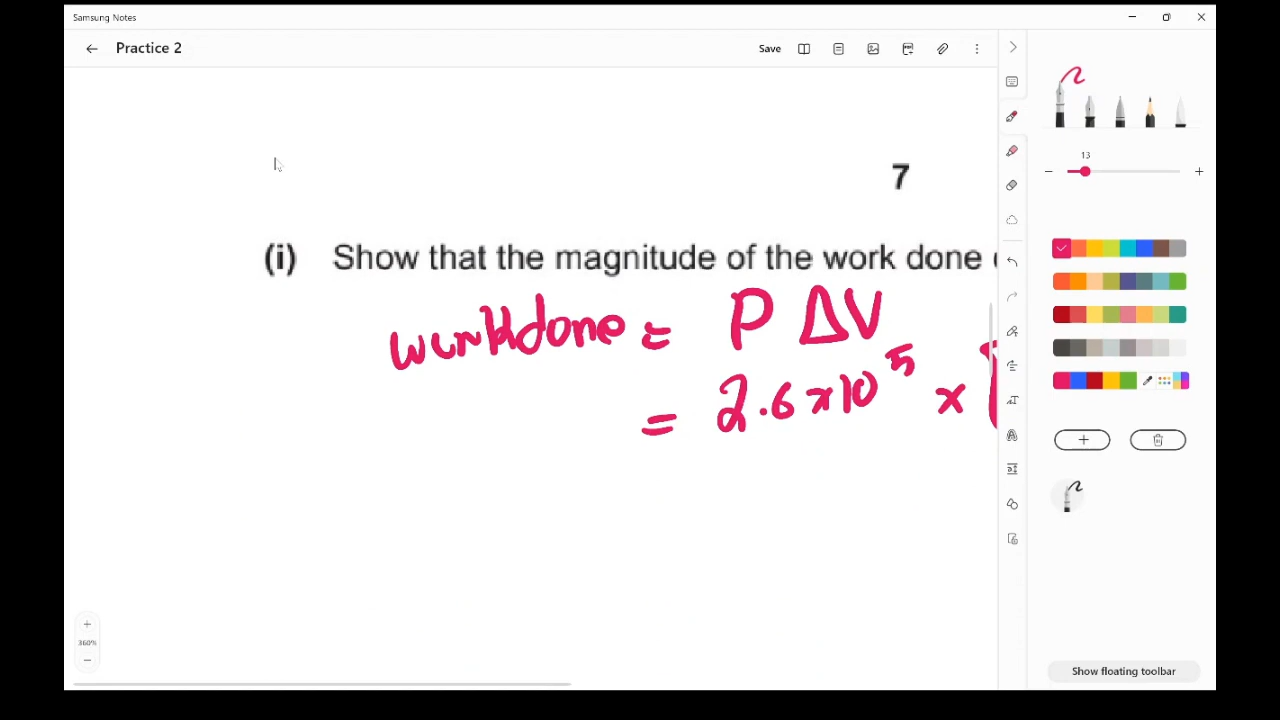 Samsung Notes
Practice 2
Save
13
7
(i) Show that the magnitude of the work done
workdone = P ΔV
= 2.6 x 10⁵ x
360%
Show floating toolbar